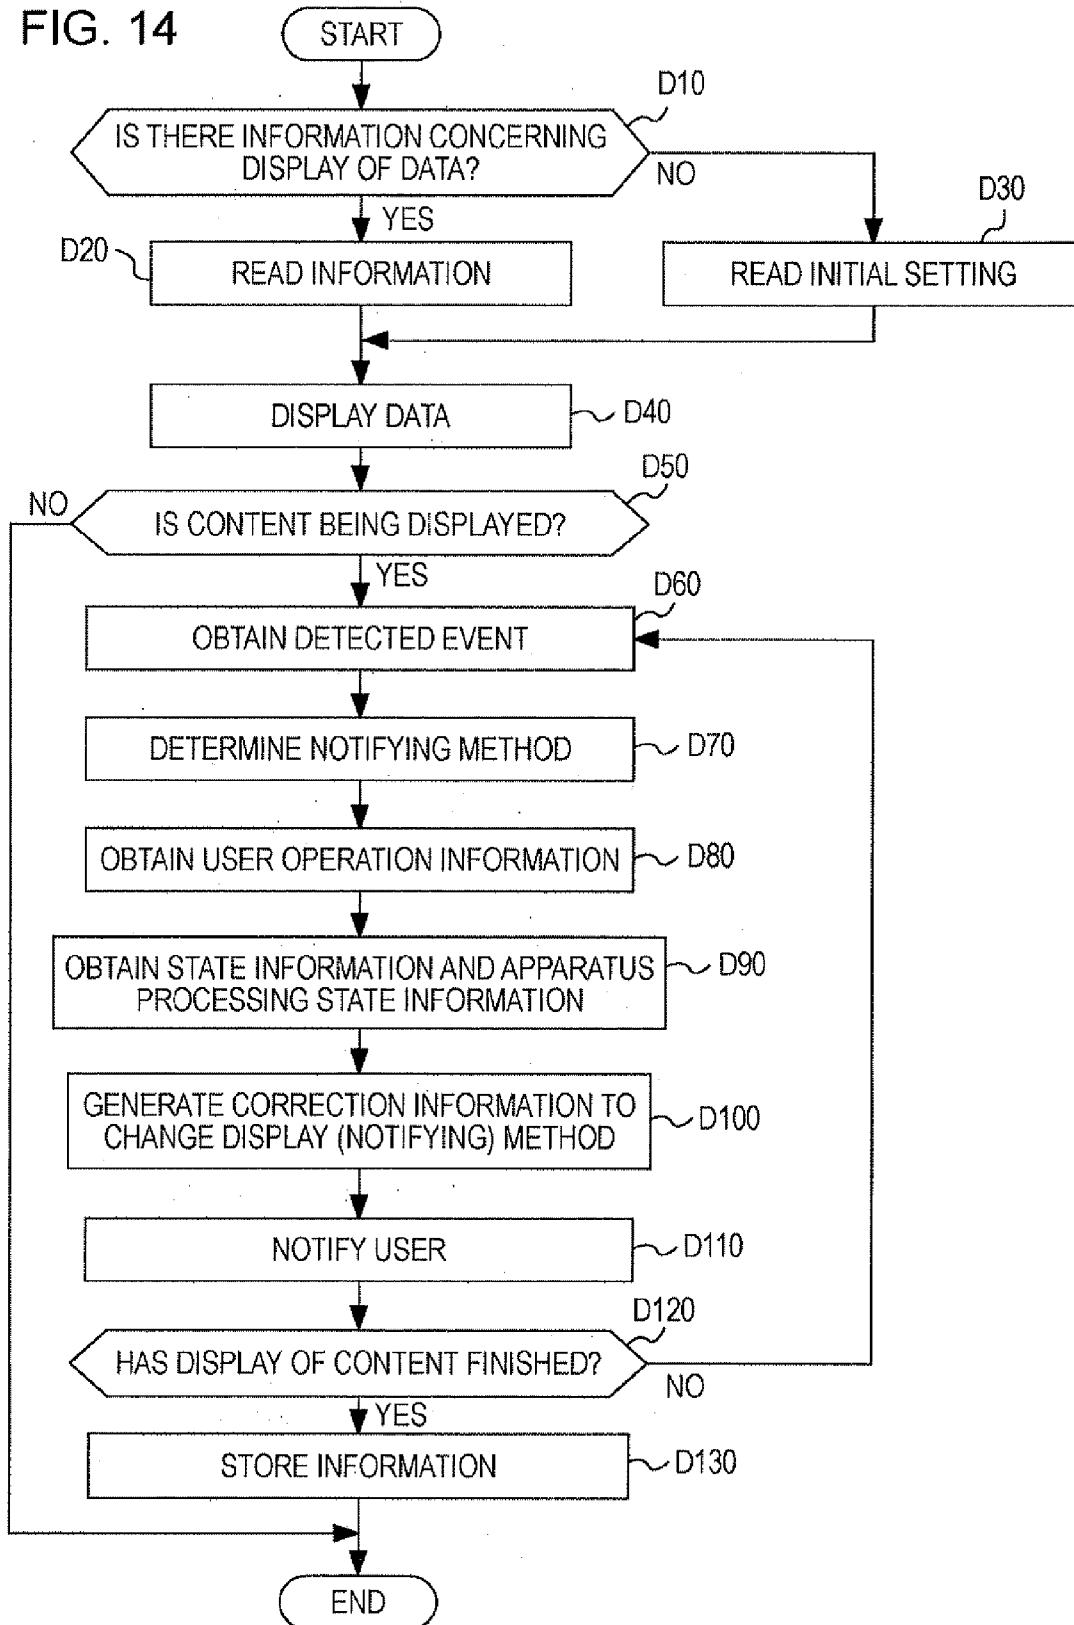 FIG. 14
START
D10
IS THERE INFORMATION CONCERNING
DISPLAY OF DATA?
NO
YES
D20
READ INFORMATION
D30
READ INITIAL SETTING
DISPLAY DATA
D40
D50
NO
IS CONTENT BEING DISPLAYED?
YES
D60
OBTAIN DETECTED EVENT
DETERMINE NOTIFYING METHOD
D70
OBTAIN USER OPERATION INFORMATION
D80
OBTAIN STATE INFORMATION AND APPARATUS
PROCESSING STATE INFORMATION
D90
GENERATE CORRECTION INFORMATION TO
CHANGE DISPLAY (NOTIFYING) METHOD
D100
NOTIFY USER
D110
D120
HAS DISPLAY OF CONTENT FINISHED?
NO
YES
STORE INFORMATION
D130
END